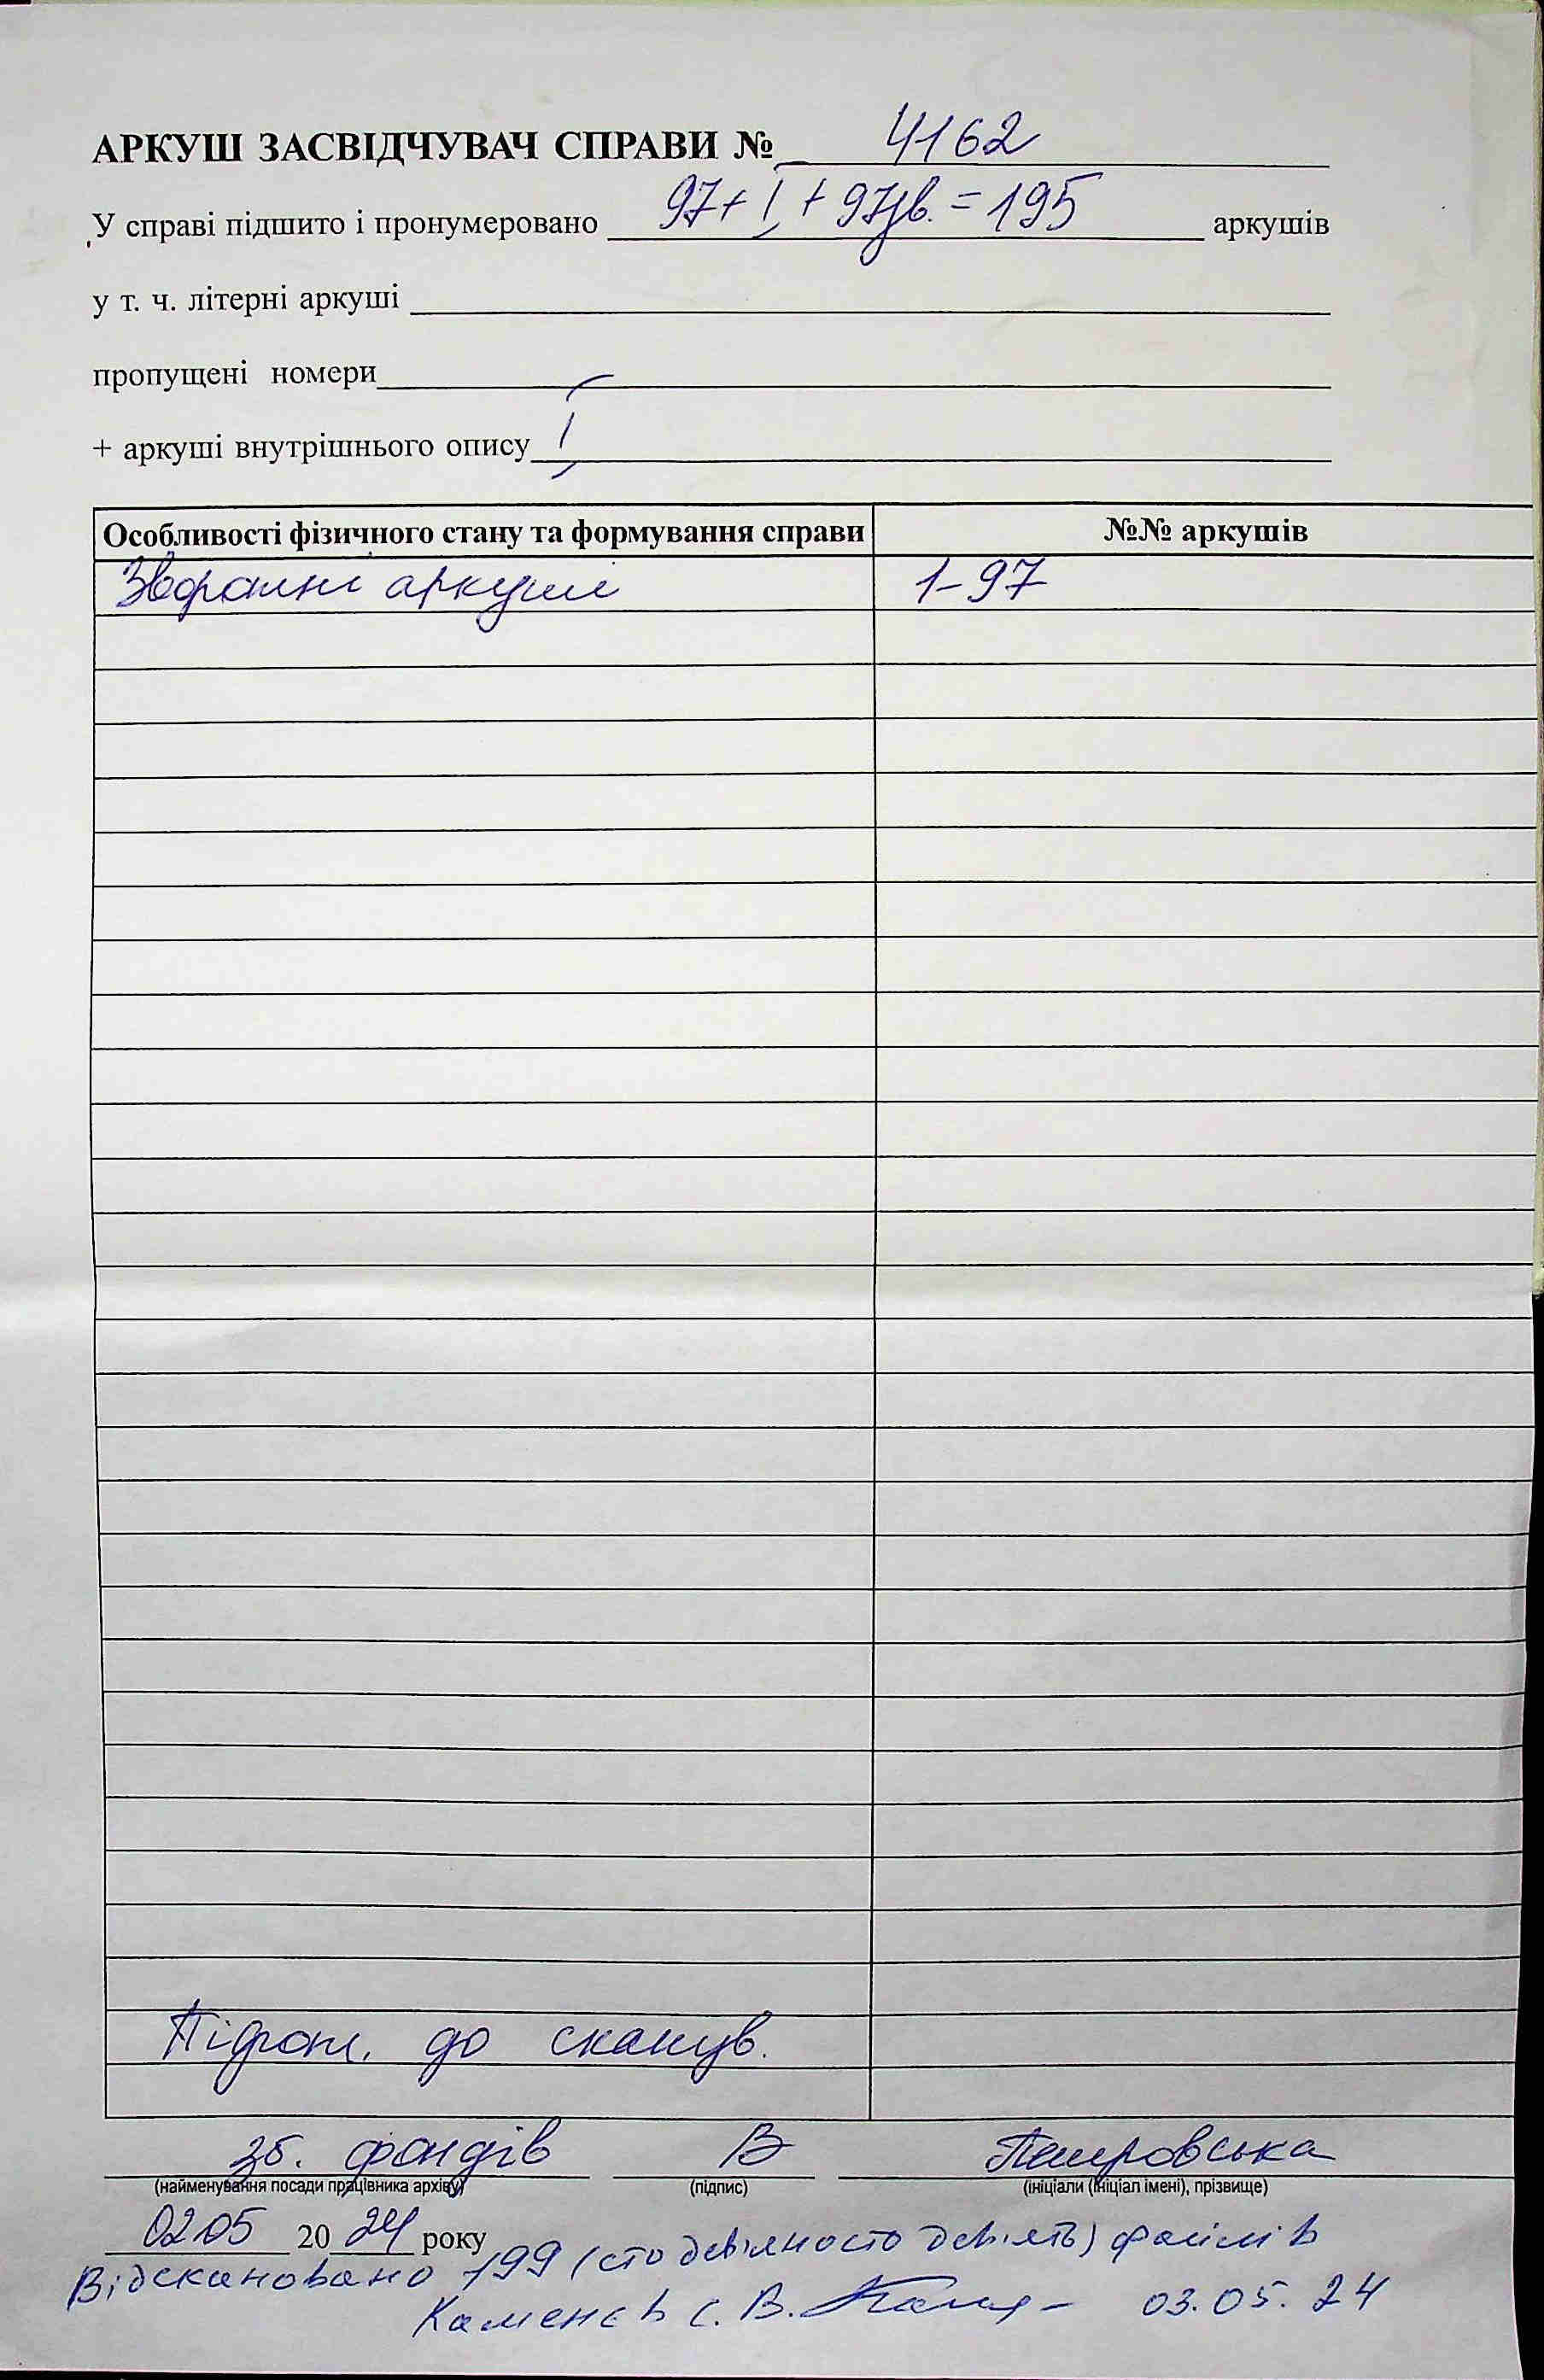 АРКУШ ЗАСВІДЧУВАЧ СПРАВИ № 4162
У справі підшито і пронумеровано 97+I+97зв.=195 аркушів
у т. ч. літерні аркуші
пропущені номери
+ аркуші внутрішнього опису I
Особливості фізичного стану та формування справи №№ аркушів
Зворотні аркуші 1-97
Підгот. до сканув.
зб. фондів В Петровська
(найменування посади працівника архіву) (підпис) (ініціали (ініціал імені), прізвище)
02.05 2024 року
Відскановано 199 (сто дев'яносто дев'ять) файлів
Каменєв С. В. 03.05.24